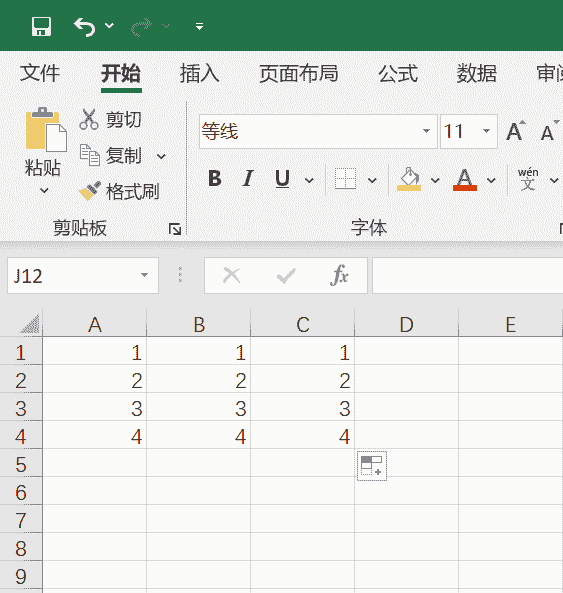 文件 开始 插入 页面布局 公式 数据 审阅
剪切
复制
粘贴
格式刷
剪贴板
等线 11 A A
B I U A wén 文
字体
J12 fx
A B C D E
1 1 1 1
2 2 2 2
3 3 3 3
4 4 4 4
5
6
7
8
9